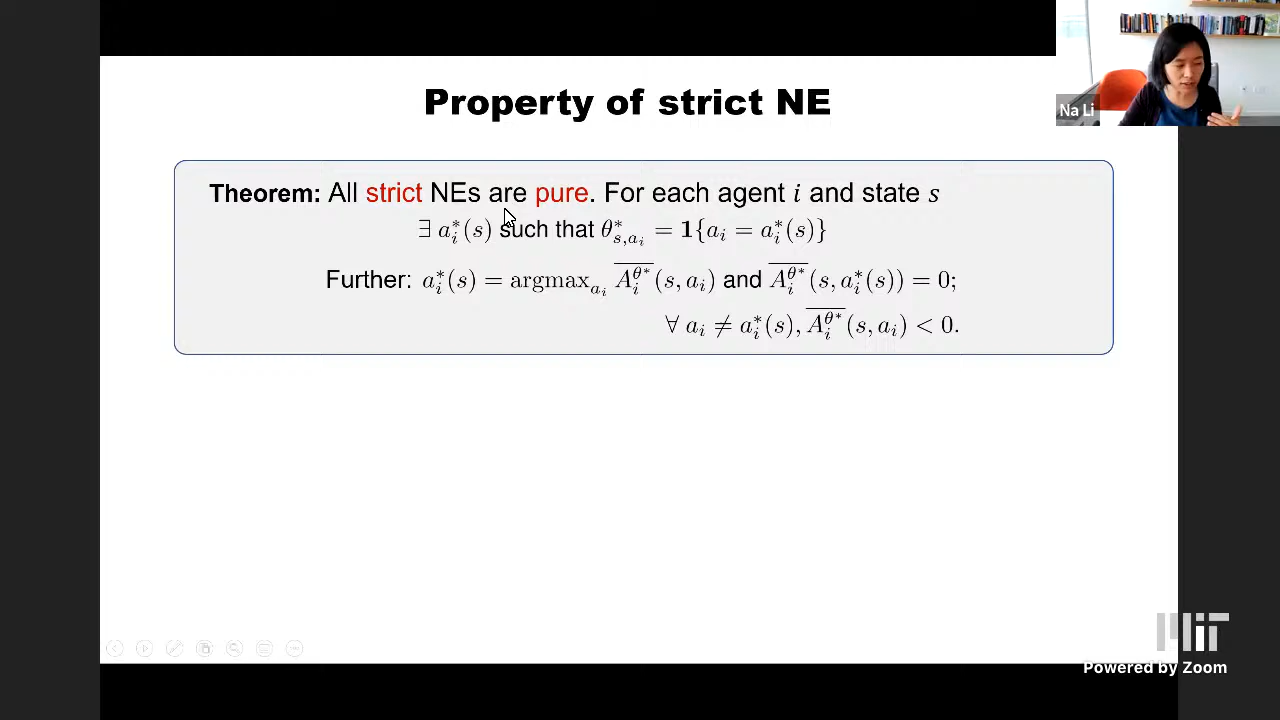 Property of strict NE
Na Li
Theorem: All strict NEs are pure. For each agent i and state s
∃ a_i^*(s) such that θ^*_{s,a_i} = 1{a_i = a_i^*(s)}
Further: a_i^*(s) = argmax_{a_i} \overline{A_i^{θ^*}}(s, a_i) and \overline{A_i^{θ^*}}(s, a_i^*(s)) = 0;
∀ a_i ≠ a_i^*(s), \overline{A_i^{θ^*}}(s, a_i) < 0.
MIT
Powered by Zoom